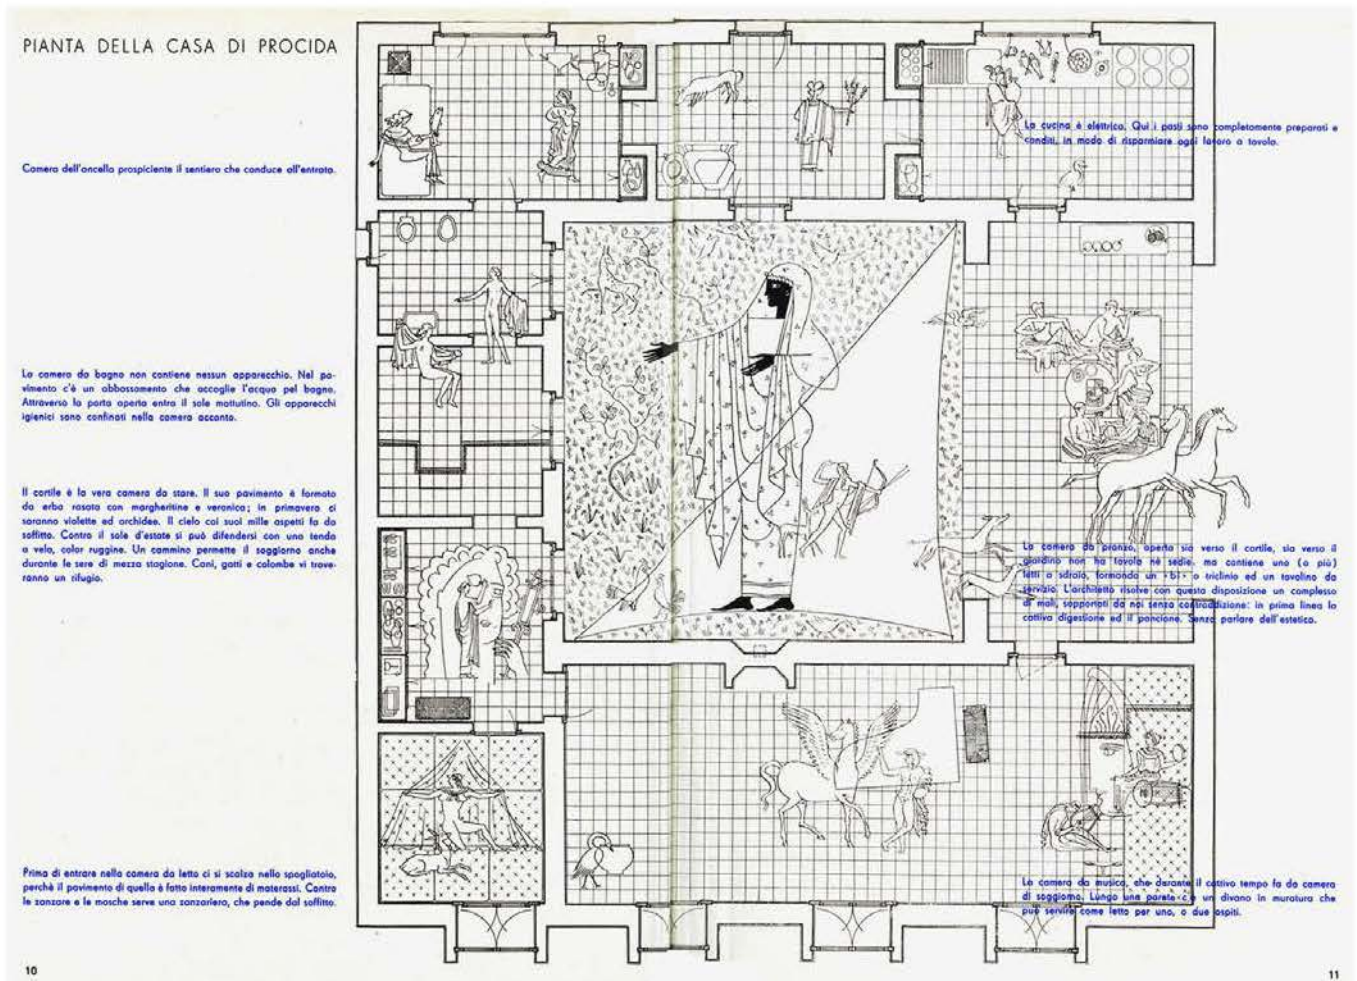 PIANTA DELLA CASA DI PROCIDA
Camera dell'ancella prospiciente il sentiero che conduce all'entrata.
La camera da bagno non contiene nessun apparecchio. Nel pa-
vimento c'è un abbassamento che accoglie l'acqua pel bagno.
Attraverso la porta aperta entra il sole mattutino. Gli apparecchi
igienici sono confinati nella camera accanto.
Il cortile è la vera camera da stare. Il suo pavimento è formato
da erba rasata con margheritine e veronica; in primavera ci
saranno violette ed orchidee. Il cielo coi suoi mille aspetti fa da
soffitto. Contro il sole d'estate si può difendersi con una tenda
a vela, color ruggine. Un cammino permette il soggiorno anche
durante le sere di mezza stagione. Cani, gatti e colombe vi trove-
ranno un rifugio.
Prima di entrare nella camera da letto ci si scalza nello spogliatoio,
perchè il pavimento di quella è fatto interamente di materassi. Contro
le zanzare e le mosche serve una zanzariera, che pende dal soffitto.
10
La cucina è elettrica. Qui i pasti sono completamente preparati e
conditi, in modo di risparmiare ogni lavoro a tavola.
La camera da pranzo, aperta sia verso il cortile, sia verso il
giardino non ha tavola nè sedie, ma contiene uno (o più)
letti a sdraio, formando un «bi» o triclinio ed un tavolino da
servizio. L'architetto risolve con questa disposizione un complesso
di mali, sopportati da noi senza contraddizione: in prima linea la
cattiva digestione ed il pancione. Senza parlare dell'estetica.
La camera da musica, che durante il cattivo tempo fa da camera
di soggiorno. Lungo una parete c'è un divano in muratura che
può servire come letto per uno, o due ospiti.
11